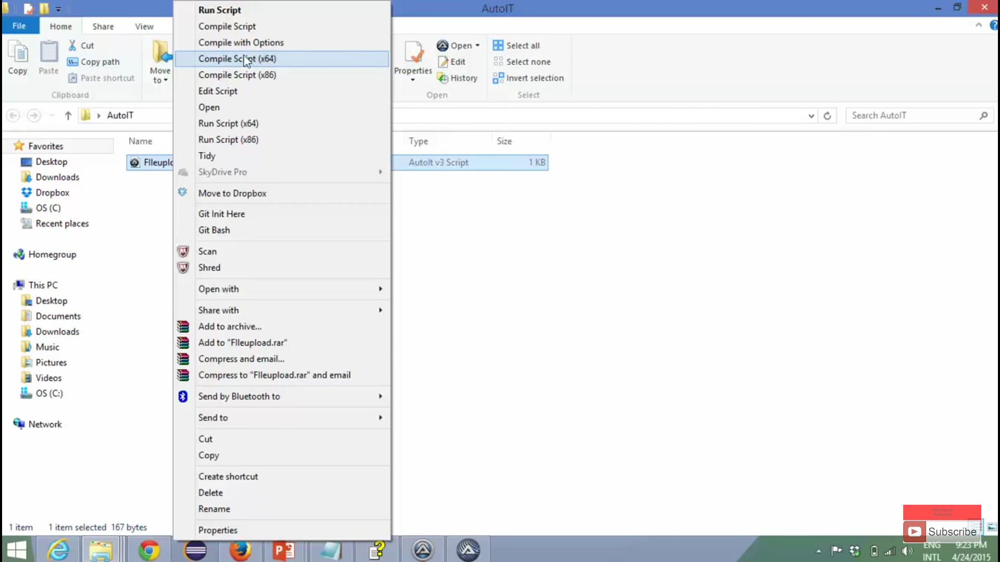 AutoIT
File
Home
Share
View
Copy
Paste
Cut
Copy path
Paste shortcut
Clipboard
Move
to
Properties
Open
Edit
History
Open
Select all
Select none
Invert selection
Select
AutoIT
Search AutoIT
Name
Type
Size
FIleuplo
AutoIt v3 Script
1 KB
Favorites
Desktop
Downloads
Dropbox
OS (C)
Recent places
Homegroup
This PC
Desktop
Documents
Downloads
Music
Pictures
Videos
OS (C:)
Network
Run Script
Compile Script
Compile with Options
Compile Script (x64)
Compile Script (x86)
Edit Script
Open
Run Script (x64)
Run Script (x86)
Tidy
SkyDrive Pro
Move to Dropbox
Git Init Here
Git Bash
Scan
Shred
Open with
Share with
Add to archive...
Add to "FIleupload.rar"
Compress and email...
Compress to "FIleupload.rar" and email
Send by Bluetooth to
Send to
Cut
Copy
Create shortcut
Delete
Rename
Properties
1 item
1 item selected 167 bytes
Click here to
Subscribe
Subscribe
ENG
INTL
9:23 PM
4/24/2015